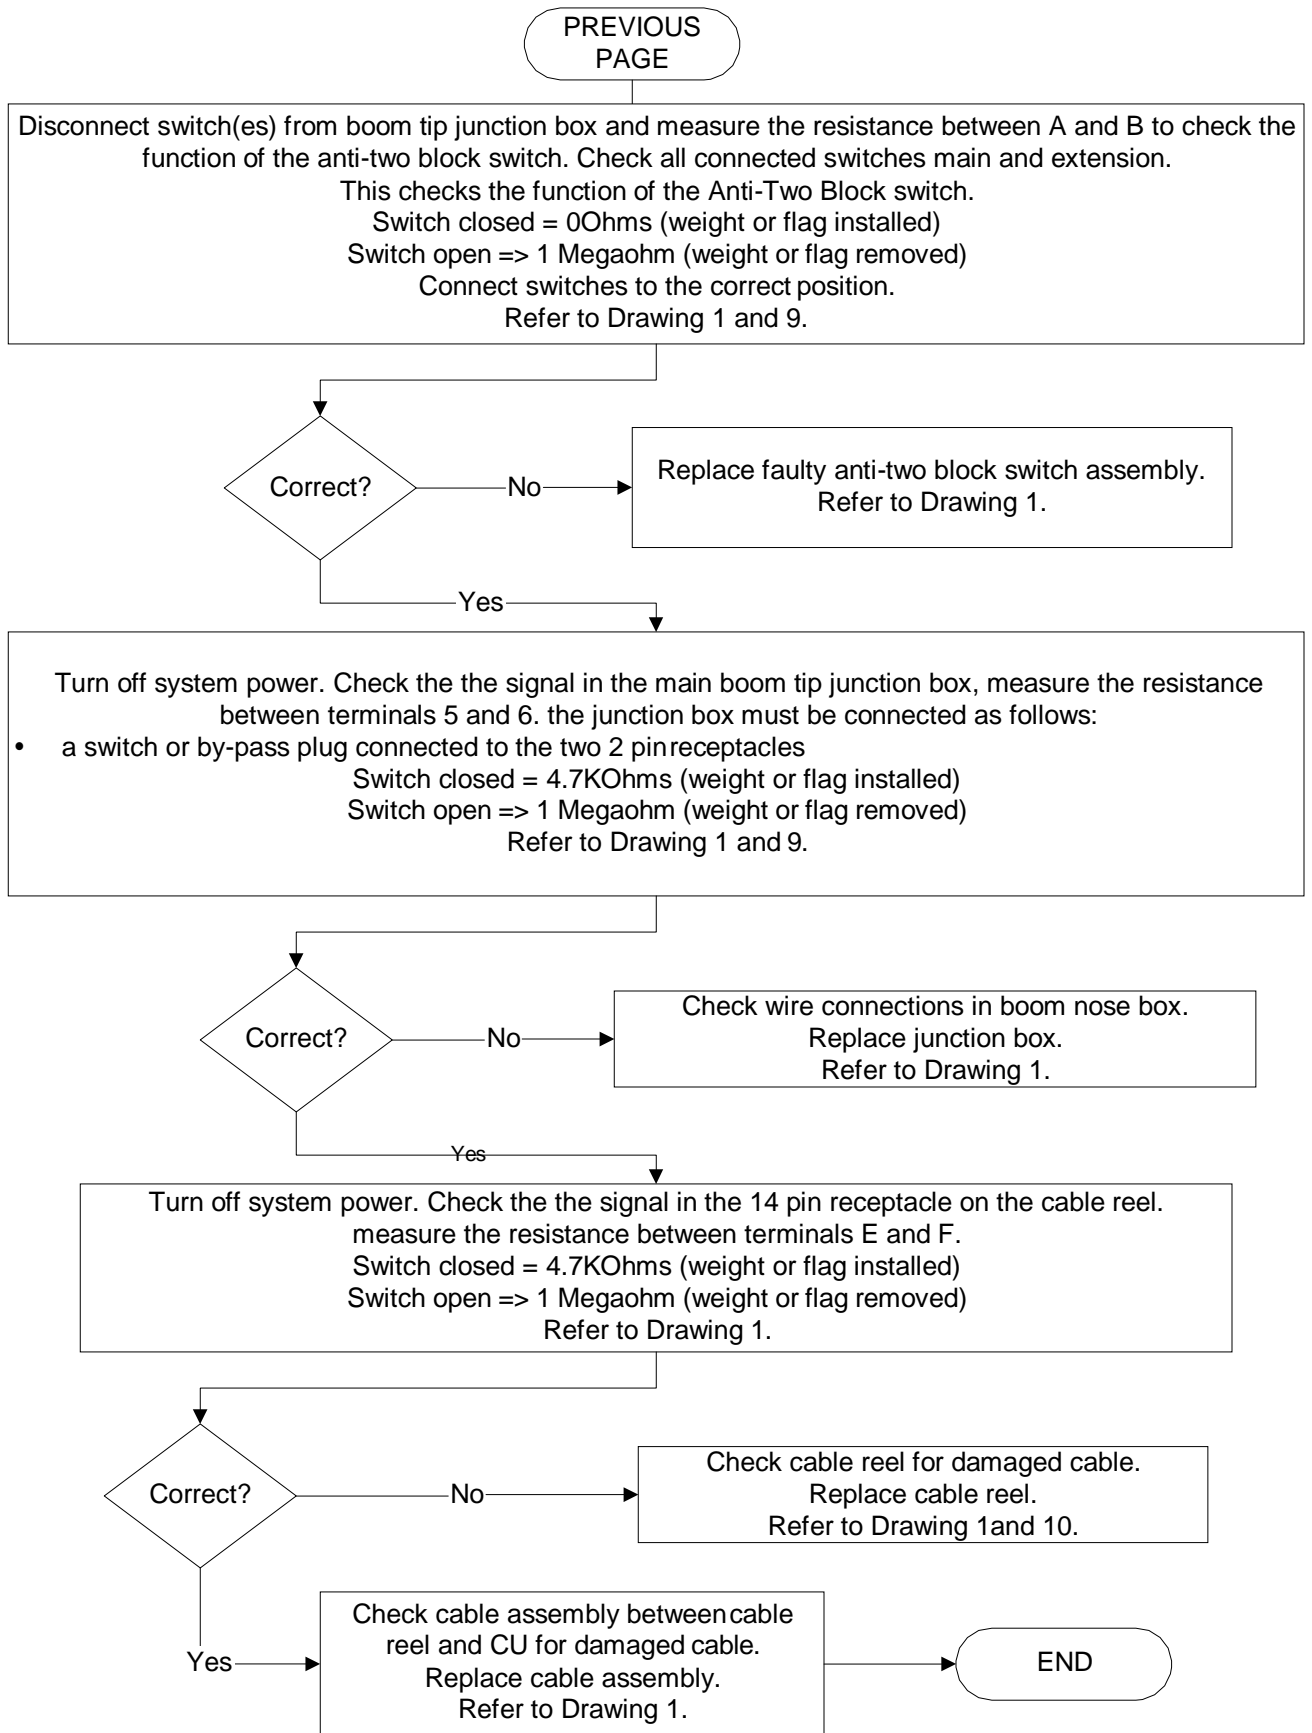 PREVIOUS
PAGE
Disconnect switch(es) from boom tip junction box and measure the resistance between A and B to check the
function of the anti-two block switch. Check all connected switches main and extension.
This checks the function of the Anti-Two Block switch.
Switch closed = 0Ohms (weight or flag installed)
Switch open => 1 Megaohm (weight or flag removed)
Connect switches to the correct position.
Refer to Drawing 1 and 9.
Correct?
No
Replace faulty anti-two block switch assembly.
Refer to Drawing 1.
Yes
Turn off system power. Check the the signal in the main boom tip junction box, measure the resistance
between terminals 5 and 6. the junction box must be connected as follows:
• a switch or by-pass plug connected to the two 2 pin receptacles
Switch closed = 4.7KOhms (weight or flag installed)
Switch open => 1 Megaohm (weight or flag removed)
Refer to Drawing 1 and 9.
Correct?
No
Check wire connections in boom nose box.
Replace junction box.
Refer to Drawing 1.
Yes
Turn off system power. Check the the signal in the 14 pin receptacle on the cable reel.
measure the resistance between terminals E and F.
Switch closed = 4.7KOhms (weight or flag installed)
Switch open => 1 Megaohm (weight or flag removed)
Refer to Drawing 1.
Correct?
No
Check cable reel for damaged cable.
Replace cable reel.
Refer to Drawing 1and 10.
Yes
Check cable assembly between cable
reel and CU for damaged cable.
Replace cable assembly.
Refer to Drawing 1.
END